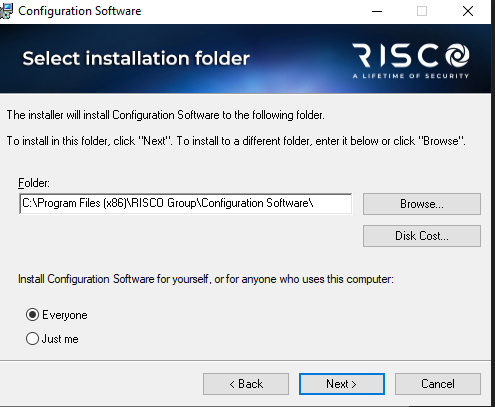 Configuration Software
Select installation folder
RISCO
A LIFETIME OF SECURITY
The installer will install Configuration Software to the following folder.
To install in this folder, click "Next". To install to a different folder, enter it below or click "Browse".
Folder:
C:\Program Files (x86)\RISCO Group\Configuration Software\
Browse...
Disk Cost...
Install Configuration Software for yourself, or for anyone who uses this computer:
Everyone
Just me
< Back
Next >
Cancel